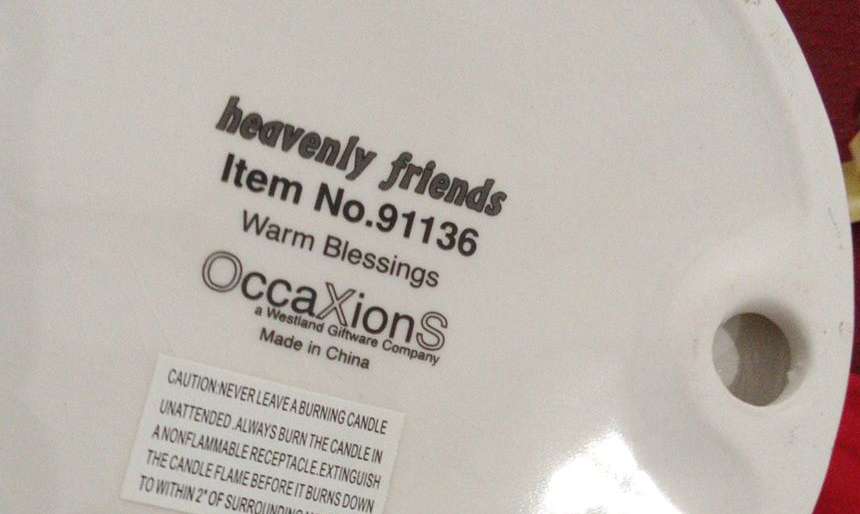 heavenly friends
Item No.91136
Warm Blessings
OccaXionS
a Westland Giftware Company
Made in China
CAUTION:NEVER LEAVE A BURNING CANDLE
UNATTENDED .ALWAYS BURN THE CANDLE IN
A NONFLAMMABLE RECEPTACLE.EXTINGUISH
THE CANDLE FLAME BEFORE IT BURNS DOWN
TO WITHIN 2" OF SURROUNDING